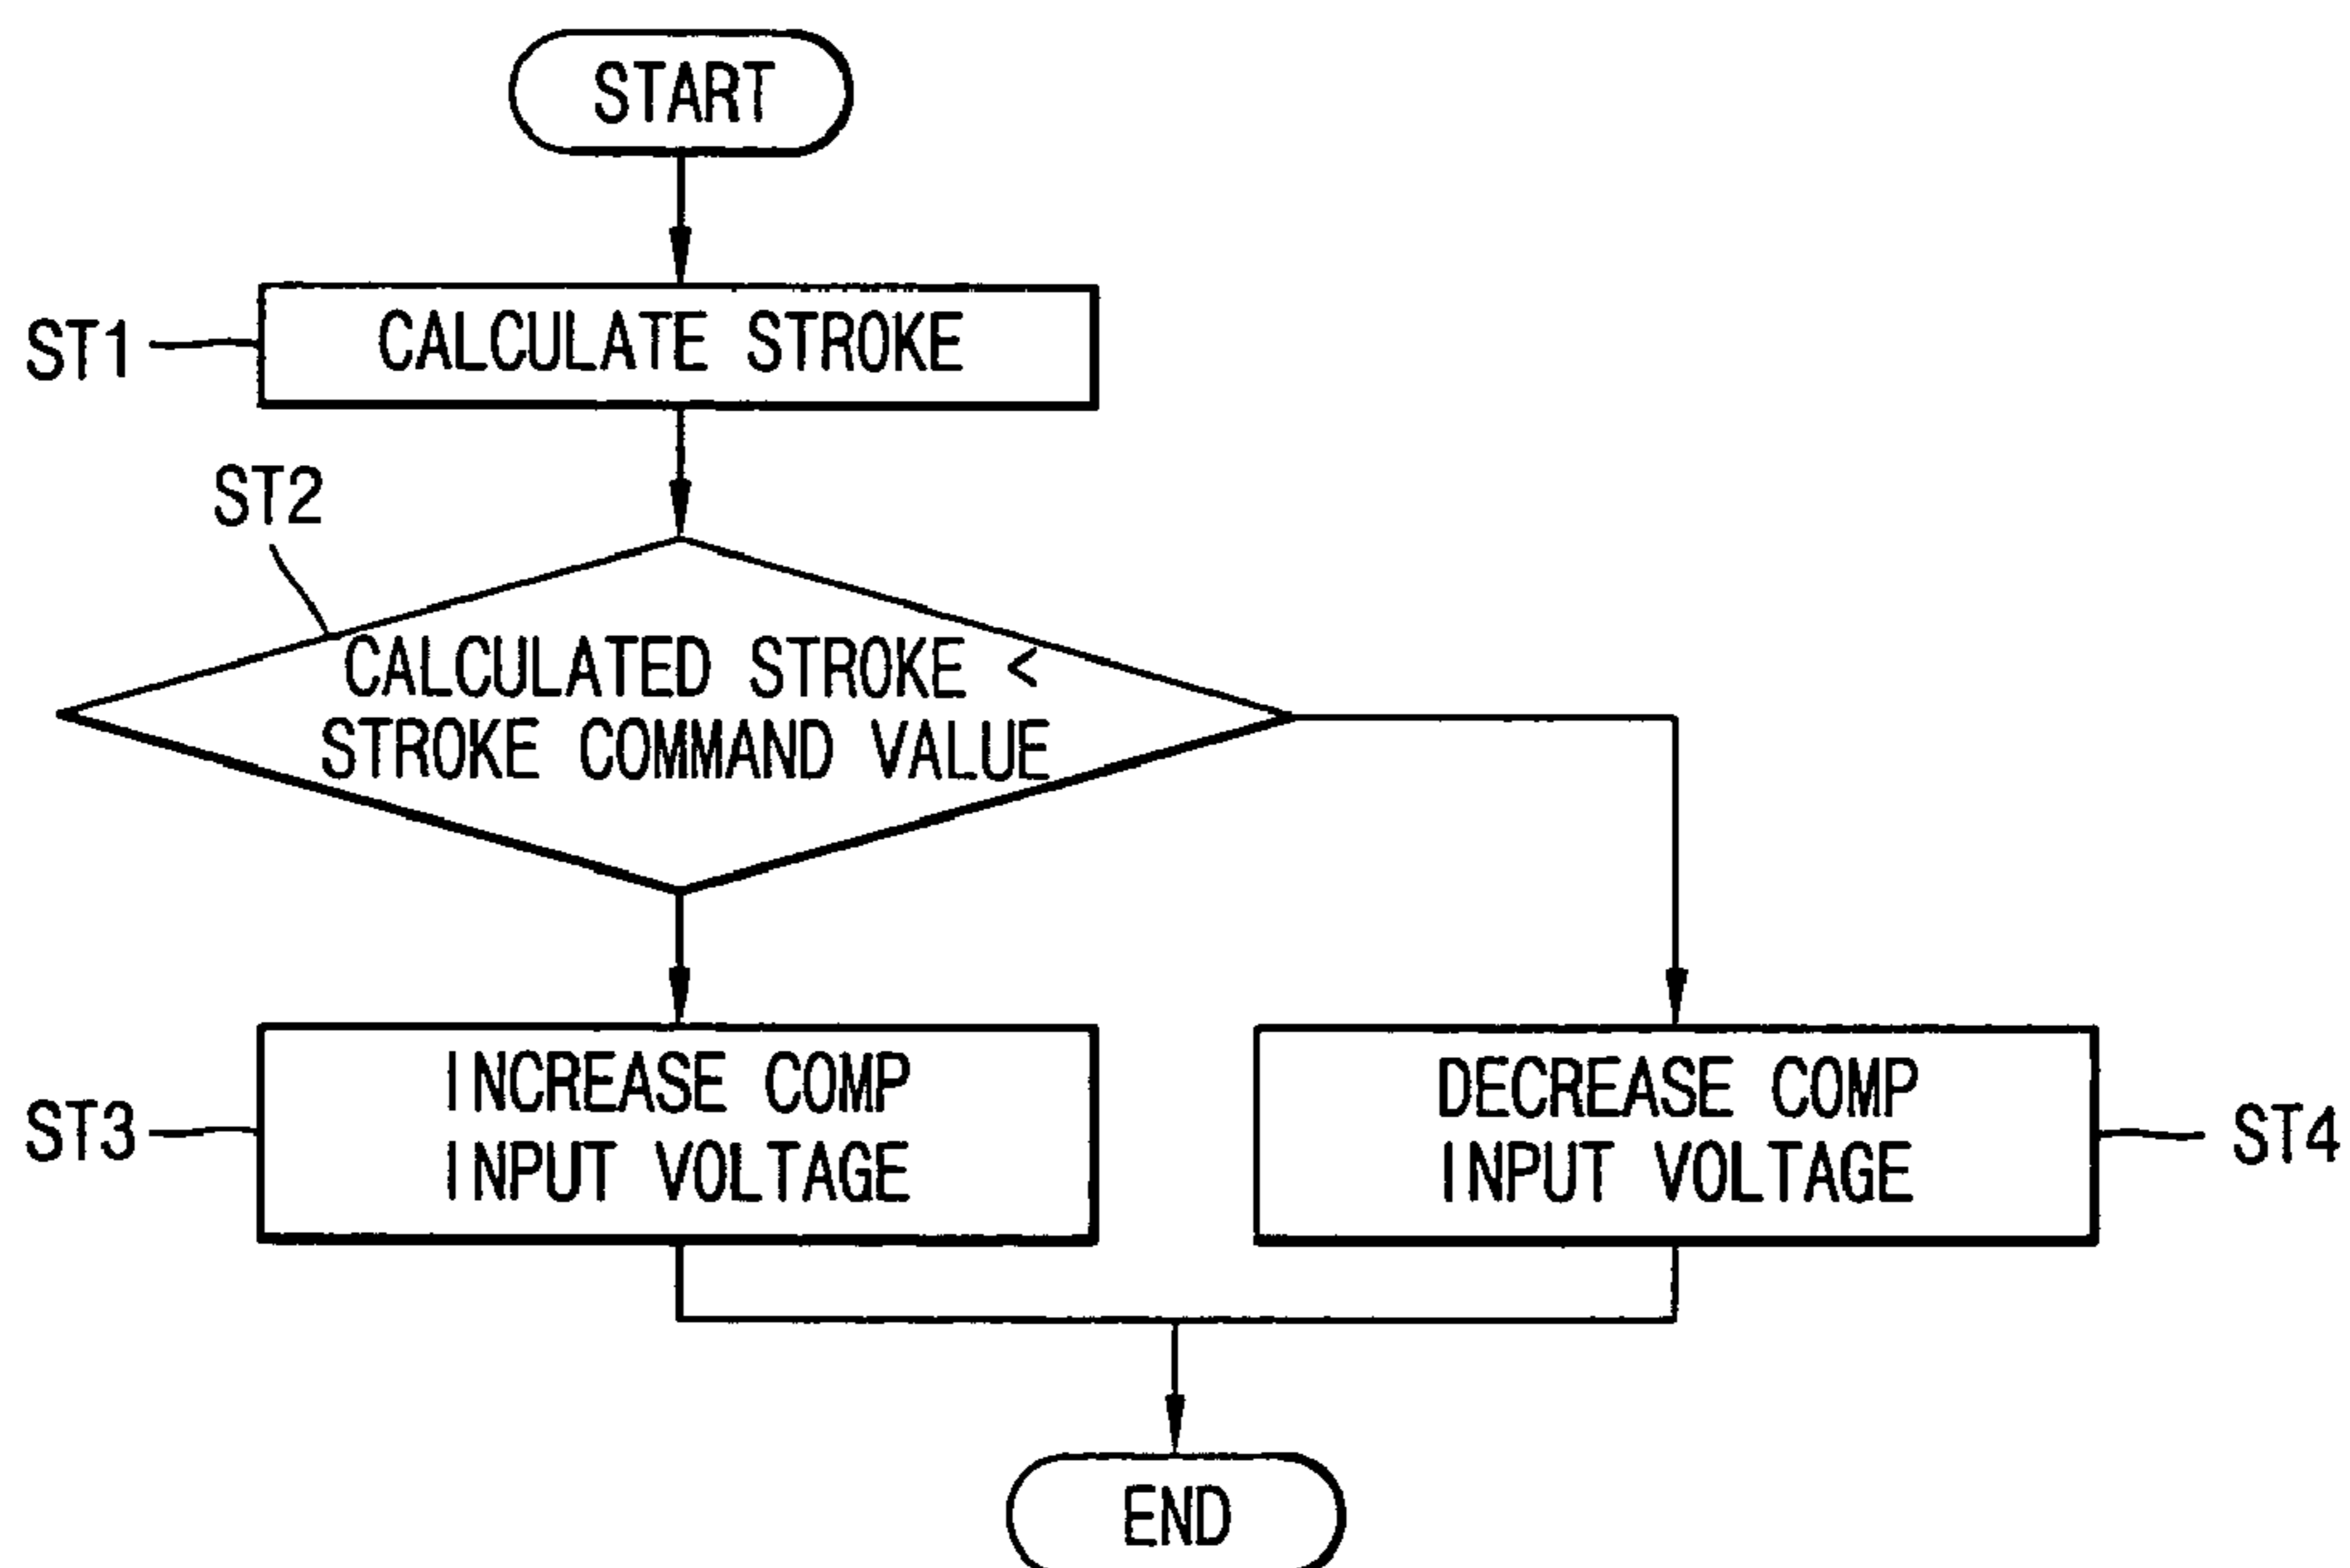 START
ST1
CALCULATE STROKE
ST2
CALCULATED STROKE <
STROKE COMMAND VALUE
ST3
INCREASE COMP
INPUT VOLTAGE
DECREASE COMP
INPUT VOLTAGE
ST4
END